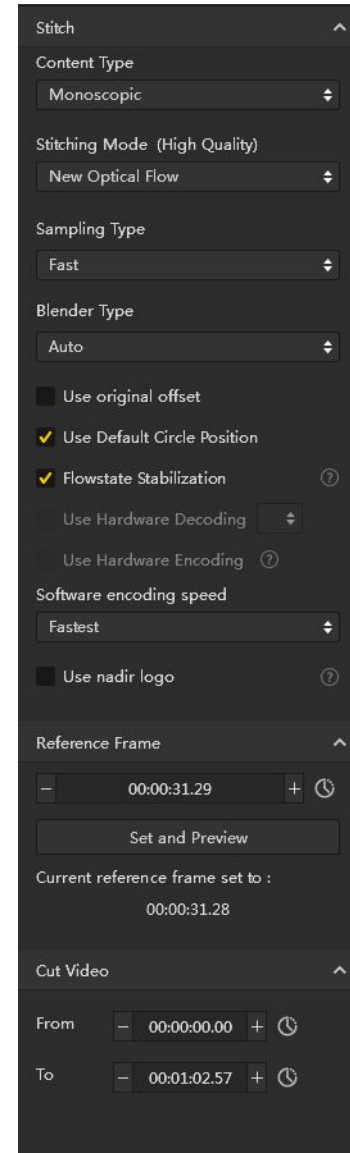 Stitch
Content Type
Monoscopic
Stitching Mode (High Quality)
New Optical Flow
Sampling Type
Fast
Blender Type
Auto
Use original offset
Use Default Circle Position
Flowstate Stabilization ?
Use Hardware Decoding
Use Hardware Encoding ?
Software encoding speed
Fastest
Use nadir logo ?
Reference Frame
− 00:00:31.29 +
Set and Preview
Current reference frame set to :
00:00:31.28
Cut Video
From − 00:00:00.00 +
To − 00:01:02.57 +